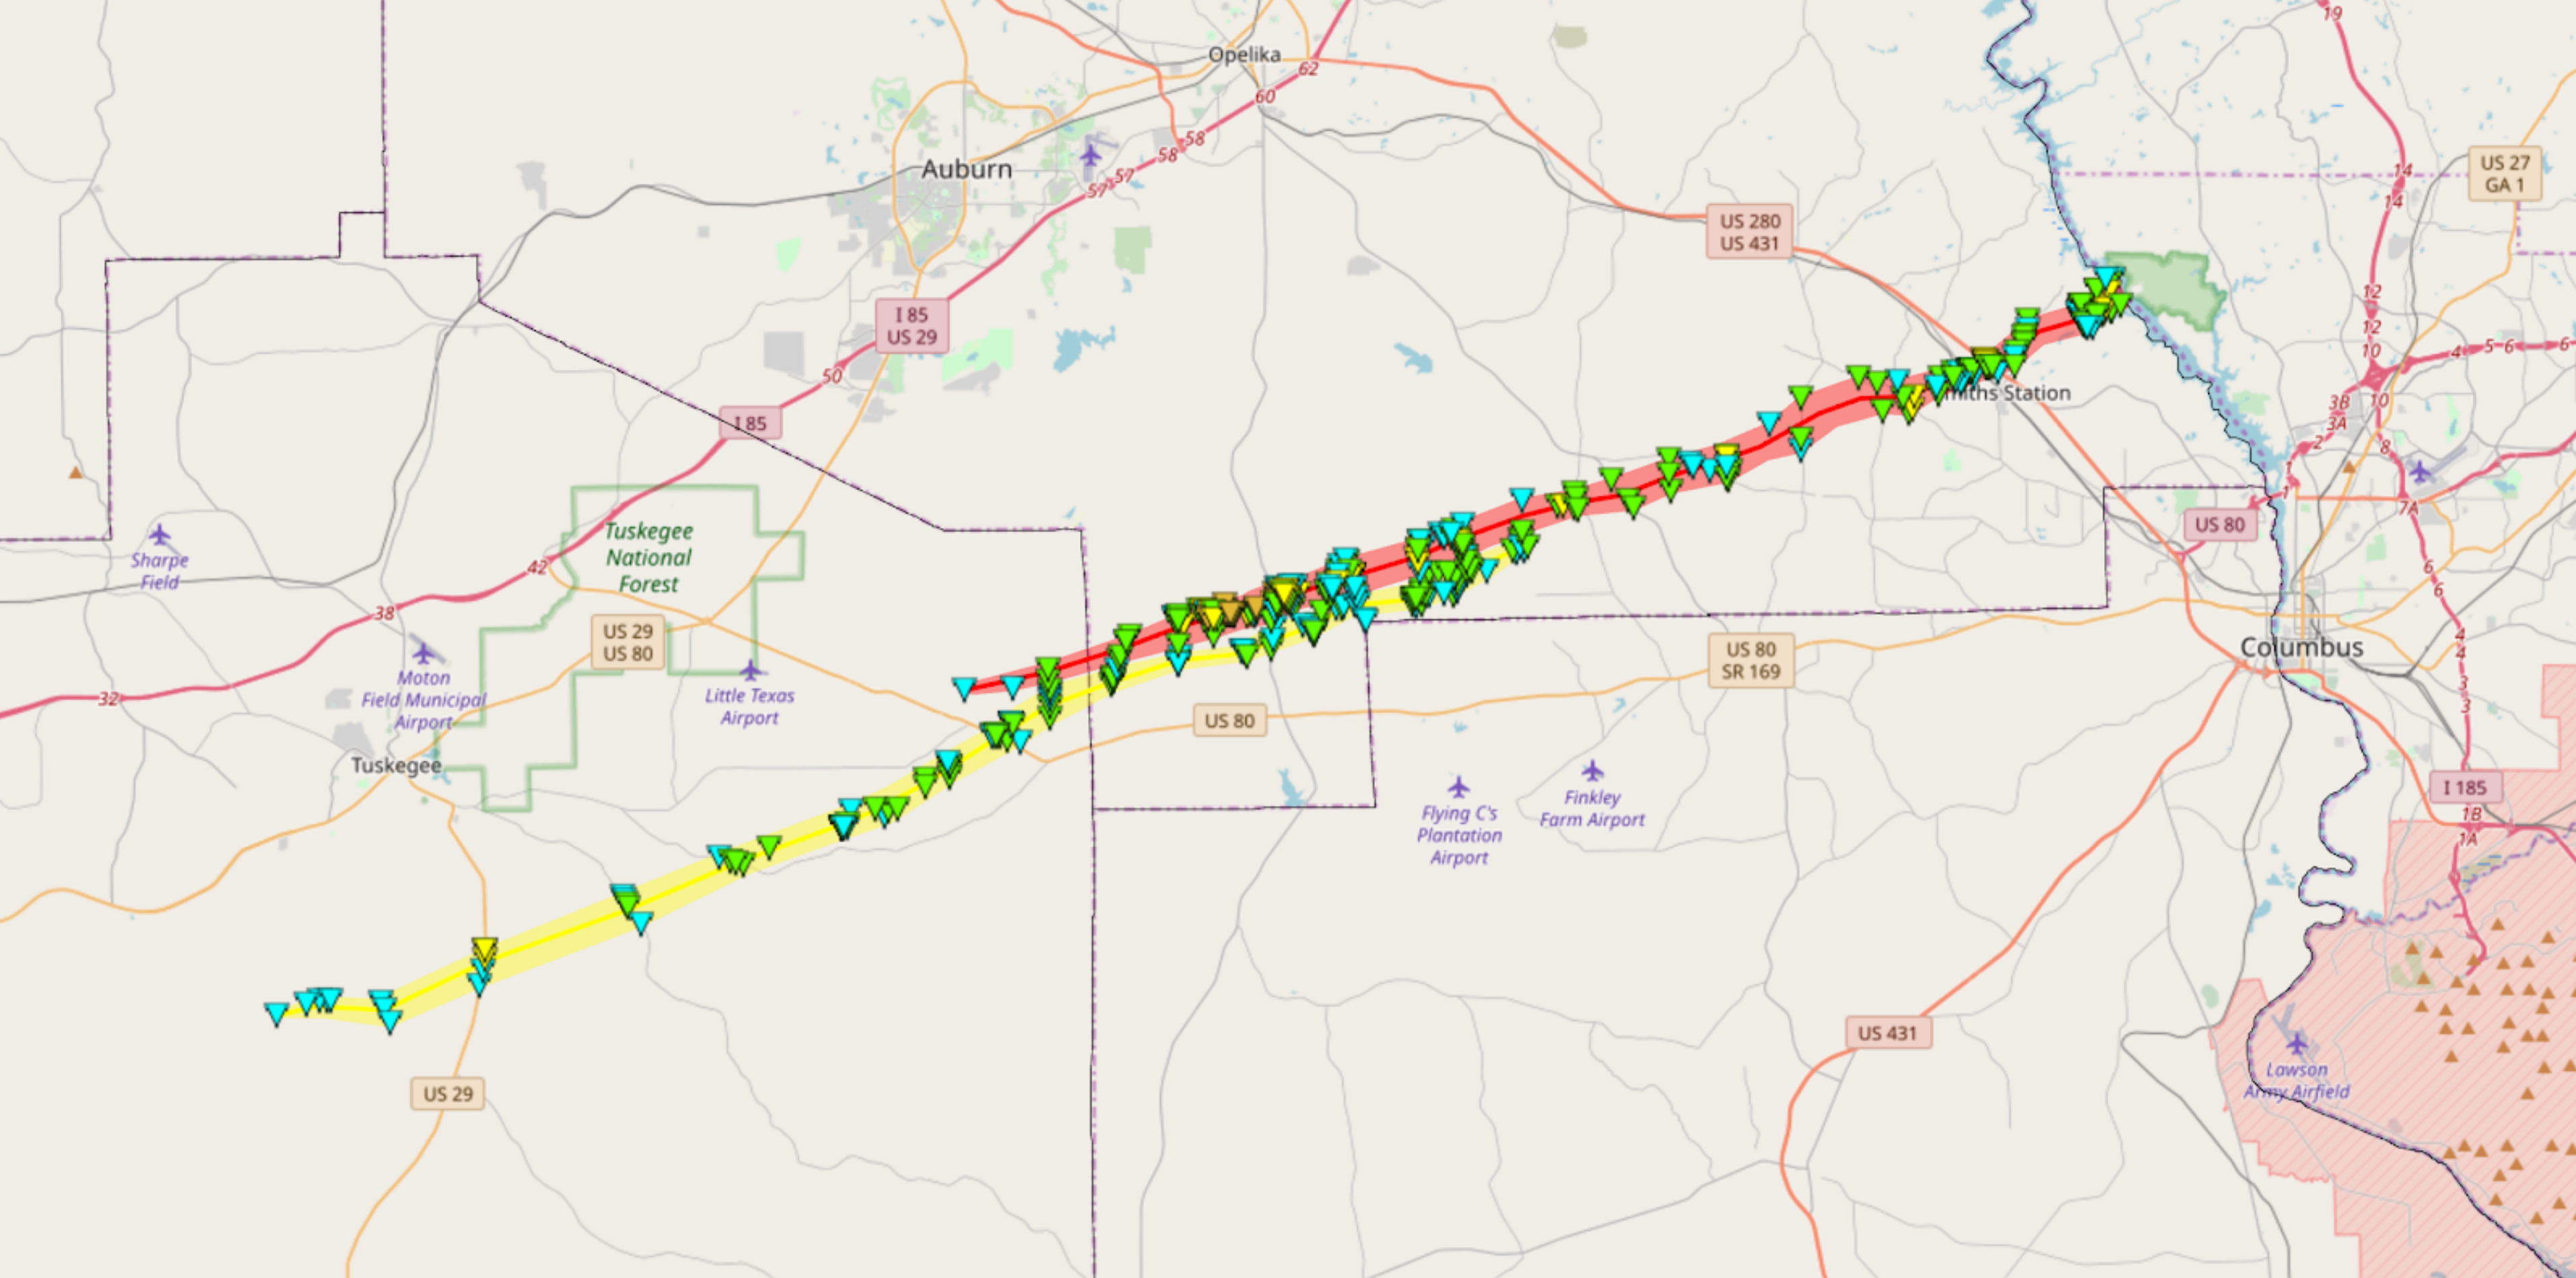 19
Opelika
62
60
58
58
57
57
Auburn
US 27
GA 1
14
14
US 280
US 431
I 85
US 29
12
12
10
4
5-6
6
50
I 85
3B
3A
10
2
8
1
1
7A
Smiths Station
Tuskegee
National
Forest
Sharpe
Field
42
38
US 80
6
6
US 29
US 80
Moton
Field Municipal
Airport
Little Texas
Airport
32
US 80
SR 169
Columbus
4
4
3
3
US 80
Tuskegee
Flying C's
Plantation
Airport
Finkley
Farm Airport
I 185
1B
1A
US 431
US 29
Lawson
Army Airfield